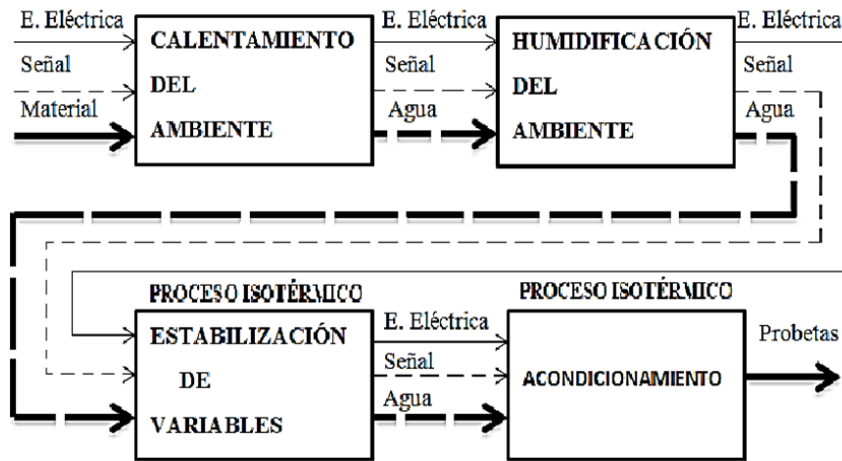 E. Eléctrica
Señal
Material
CALENTAMIENTO
DEL
AMBIENTE
E. Eléctrica
Señal
Agua
HUMIDIFICACIÓN
DEL
AMBIENTE
E. Eléctrica
Señal
Agua
PROCESO ISOTÉRMICO
ESTABILIZACIÓN
DE
VARIABLES
E. Eléctrica
Señal
Agua
PROCESO ISOTÉRMICO
ACONDICIONAMIENTO
Probetas